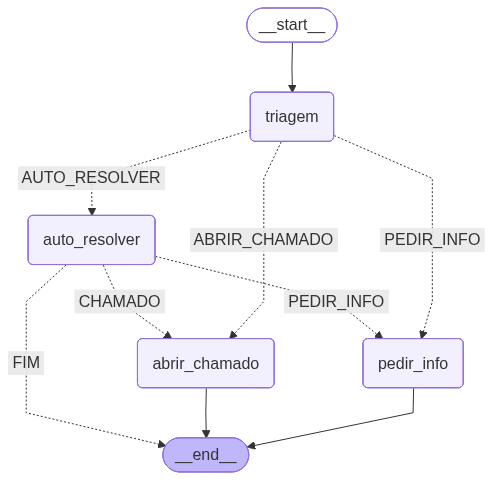 __start__
triagem
AUTO_RESOLVER
auto_resolver
ABRIR_CHAMADO
PEDIR_INFO
CHAMADO
PEDIR_INFO
FIM
abrir_chamado
pedir_info
__end__